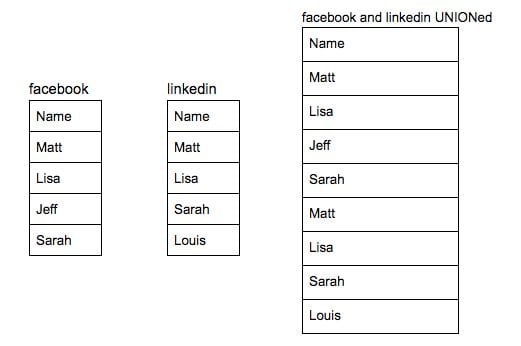 facebook
Name
Matt
Lisa
Jeff
Sarah
linkedin
Name
Matt
Lisa
Sarah
Louis
facebook and linkedin UNIONed
Name
Matt
Lisa
Jeff
Sarah
Matt
Lisa
Sarah
Louis